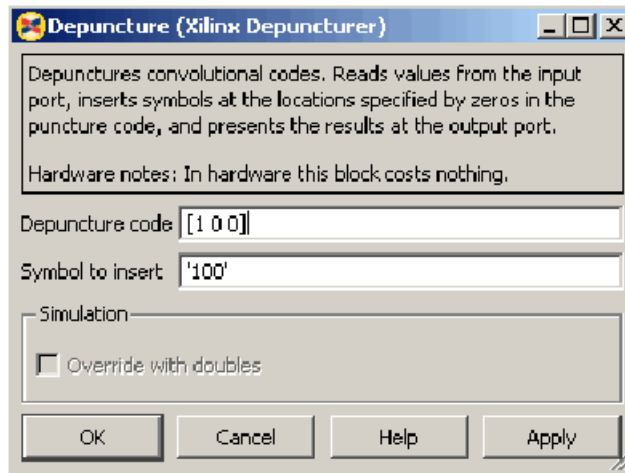 Depuncture (Xilinx Depuncturer)
Depunctures convolutional codes. Reads values from the input
port, inserts symbols at the locations specified by zeros in the
puncture code, and presents the results at the output port.
Hardware notes: In hardware this block costs nothing.
Depuncture code [1 0 0]
Symbol to insert '100'
Simulation
Override with doubles
OK Cancel Help Apply